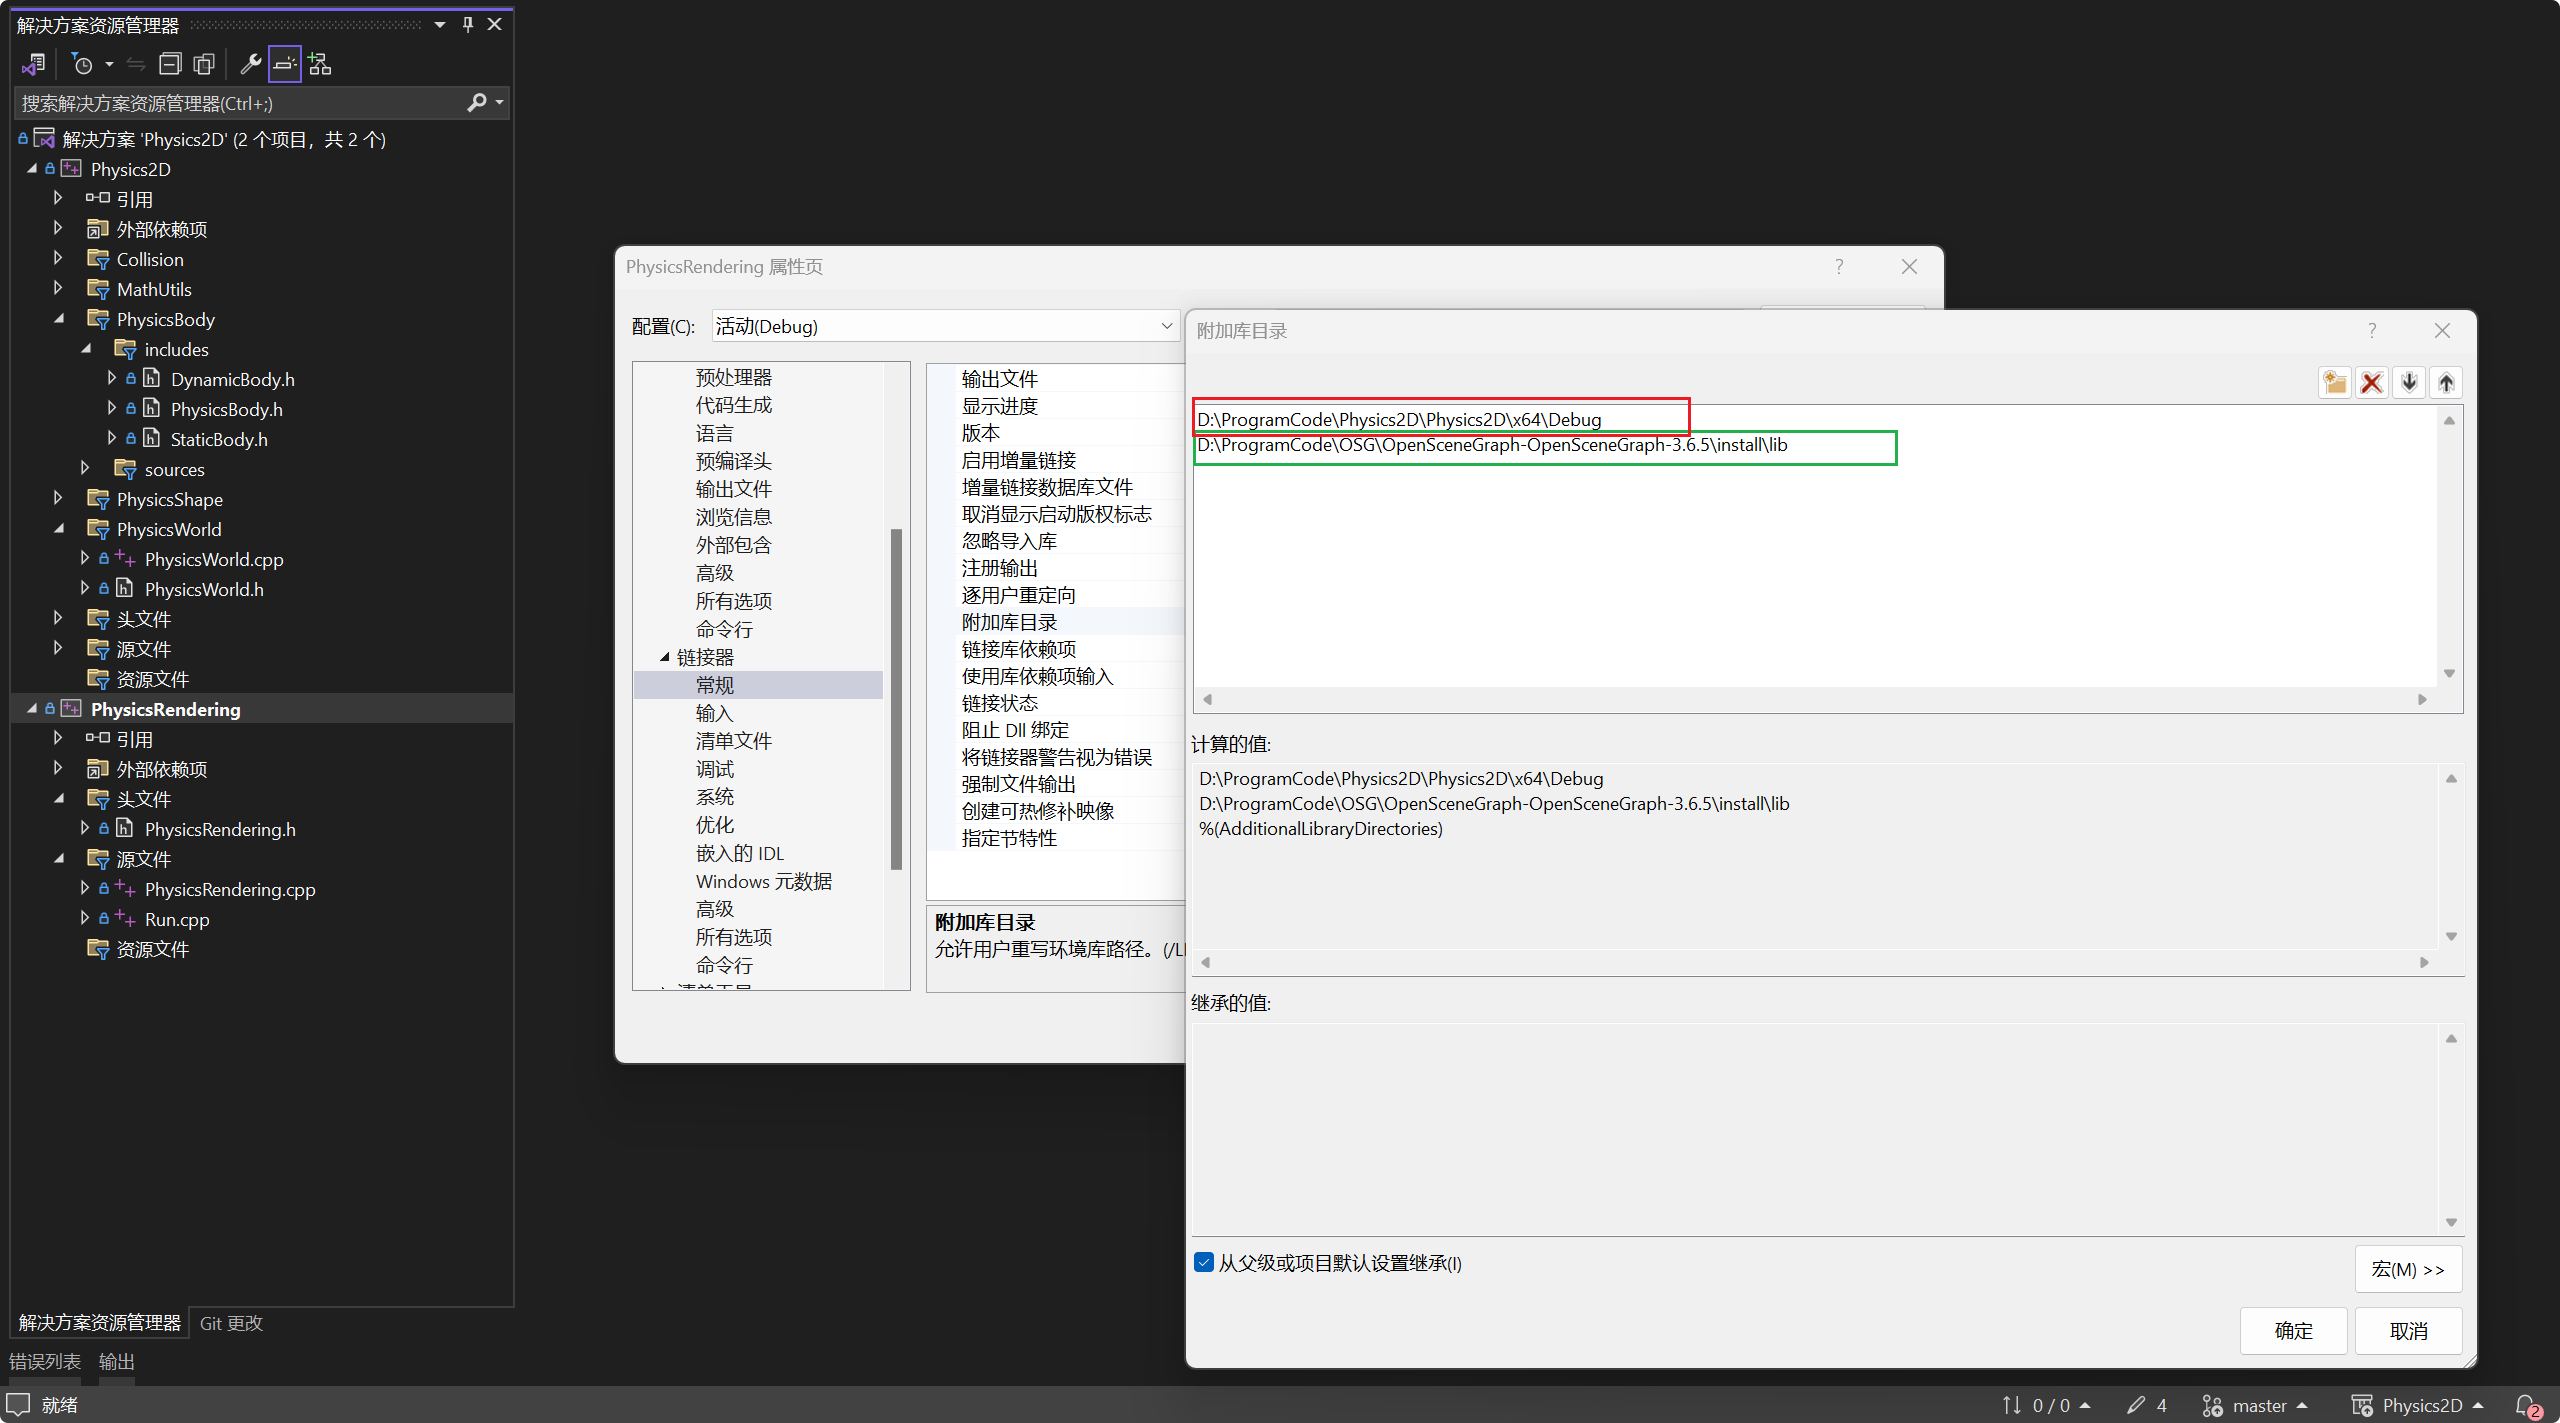 解决方案资源管理器
搜索解决方案资源管理器(Ctrl+;)
解决方案 'Physics2D' (2 个项目，共 2 个)
Physics2D
引用
外部依赖项
Collision
MathUtils
PhysicsBody
includes
DynamicBody.h
PhysicsBody.h
StaticBody.h
sources
PhysicsShape
PhysicsWorld
PhysicsWorld.cpp
PhysicsWorld.h
头文件
源文件
资源文件
PhysicsRendering
引用
外部依赖项
头文件
PhysicsRendering.h
源文件
PhysicsRendering.cpp
Run.cpp
资源文件
解决方案资源管理器
Git 更改
错误列表
输出
PhysicsRendering 属性页
配置(C):
活动(Debug)
预处理器
代码生成
语言
预编译头
输出文件
浏览信息
外部包含
高级
所有选项
命令行
链接器
常规
输入
清单文件
调试
系统
优化
嵌入的 IDL
Windows 元数据
高级
所有选项
命令行
输出文件
显示进度
版本
启用增量链接
增量链接数据库文件
取消显示启动版权标志
忽略导入库
注册输出
逐用户重定向
附加库目录
链接库依赖项
使用库依赖项输入
链接状态
阻止 Dll 绑定
将链接器警告视为错误
强制文件输出
创建可热修补映像
指定节特性
附加库目录
允许用户重写环境库路径。(/LI
附加库目录
D:\ProgramCode\Physics2D\Physics2D\x64\Debug
D:\ProgramCode\OSG\OpenSceneGraph-OpenSceneGraph-3.6.5\install\lib
计算的值:
D:\ProgramCode\Physics2D\Physics2D\x64\Debug
D:\ProgramCode\OSG\OpenSceneGraph-OpenSceneGraph-3.6.5\install\lib
%(AdditionalLibraryDirectories)
继承的值:
从父级或项目默认设置继承(I)
宏(M) >>
确定
取消
就绪
0 / 0
4
master
Physics2D
2